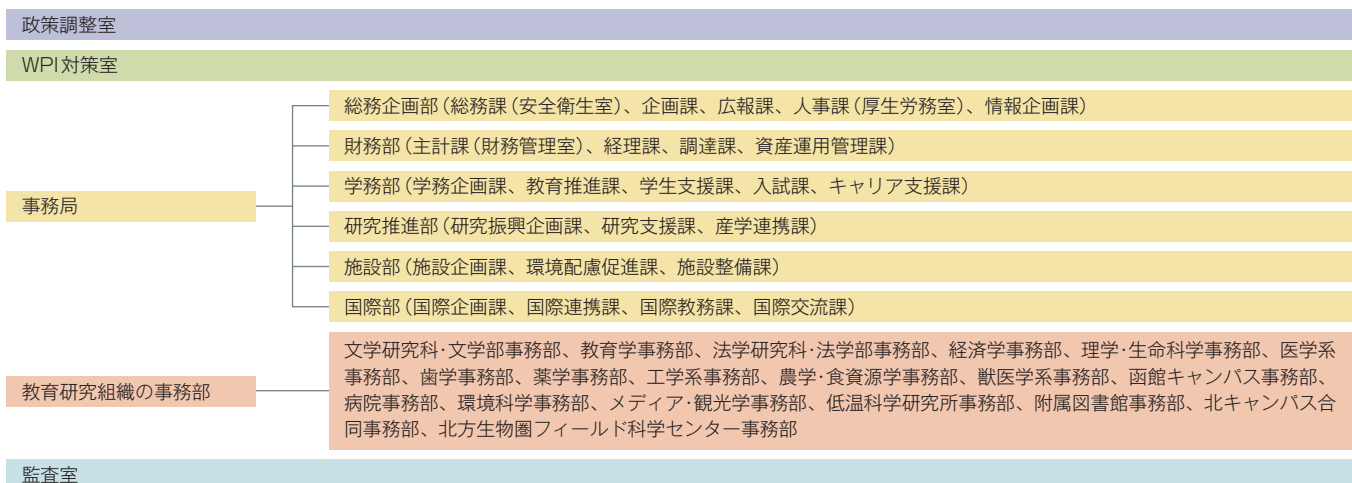 政策調整室
WPI対策室
総務企画部（総務課（安全衛生室）、企画課、広報課、人事課（厚生労務室）、情報企画課）
財務部（主計課（財務管理室）、経理課、調達課、資産運用管理課）
学務部（学務企画課、教育推進課、学生支援課、入試課、キャリア支援課）
事務局
研究推進部（研究振興企画課、研究支援課、産学連携課）
施設部（施設企画課、環境配慮促進課、施設整備課）
国際部（国際企画課、国際連携課、国際教務課、国際交流課）
教育研究組織の事務部
文学研究科・文学部事務部、教育学事務部、法学研究科・法学部事務部、経済学事務部、理学・生命科学事務部、医学系
事務部、歯学事務部、薬学事務部、工学系事務部、農学・食資源学事務部、獣医学系事務部、函館キャンパス事務部、
病院事務部、環境科学事務部、メディア・観光学事務部、低温科学研究所事務部、附属図書館事務部、北キャンパス合
同事務部、北方生物圏フィールド科学センター事務部
監査室